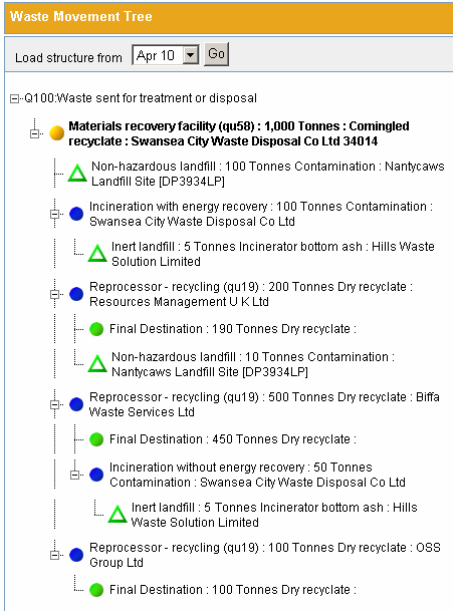 Waste Movement Tree
Load structure from Apr 10 Go
Q100:Waste sent for treatment or disposal
Materials recovery facility (qu58) : 1,000 Tonnes : Comingled
recyclate : Swansea City Waste Disposal Co Ltd 34014
Non-hazardous landfill : 100 Tonnes Contamination : Nantycaws
Landfill Site [DP3934LP]
Incineration with energy recovery : 100 Tonnes Contamination :
Swansea City Waste Disposal Co Ltd
Inert landfill : 5 Tonnes Incinerator bottom ash : Hills Waste
Solution Limited
Reprocessor - recycling (qu19) : 200 Tonnes Dry recyclate :
Resources Management U K Ltd
Final Destination : 190 Tonnes Dry recyclate :
Non-hazardous landfill : 10 Tonnes Contamination :
Nantycaws Landfill Site [DP3934LP]
Reprocessor - recycling (qu19) : 500 Tonnes Dry recyclate : Biffa
Waste Services Ltd
Final Destination : 450 Tonnes Dry recyclate :
Incineration without energy recovery : 50 Tonnes
Contamination : Swansea City Waste Disposal Co Ltd
Inert landfill : 5 Tonnes Incinerator bottom ash : Hills
Waste Solution Limited
Reprocessor - recycling (qu19) : 100 Tonnes Dry recyclate : OSS
Group Ltd
Final Destination : 100 Tonnes Dry recyclate :